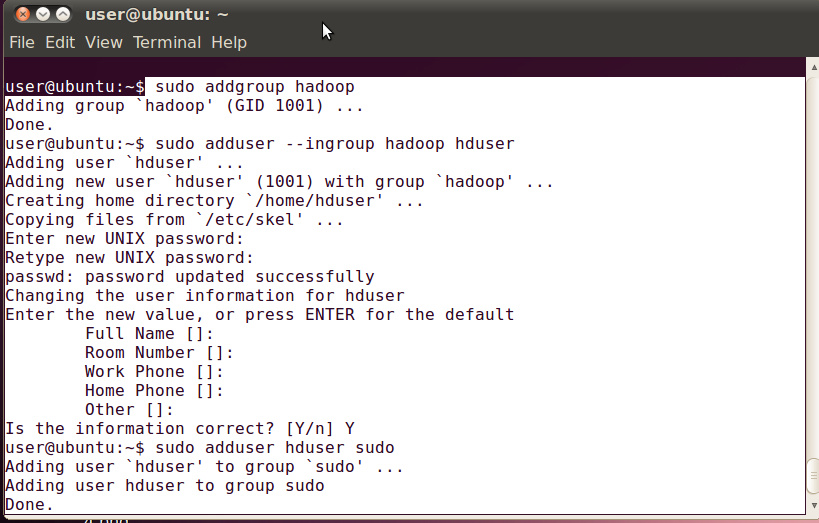 user@ubuntu: ~
File Edit View Terminal Help
user@ubuntu:~$ sudo addgroup hadoop
Adding group `hadoop' (GID 1001) ...
Done.
user@ubuntu:~$ sudo adduser --ingroup hadoop hduser
Adding user `hduser' ...
Adding new user `hduser' (1001) with group `hadoop' ...
Creating home directory `/home/hduser' ...
Copying files from `/etc/skel' ...
Enter new UNIX password:
Retype new UNIX password:
passwd: password updated successfully
Changing the user information for hduser
Enter the new value, or press ENTER for the default
        Full Name []:
        Room Number []:
        Work Phone []:
        Home Phone []:
        Other []:
Is the information correct? [Y/n] Y
user@ubuntu:~$ sudo adduser hduser sudo
Adding user `hduser' to group `sudo' ...
Adding user hduser to group sudo
Done.